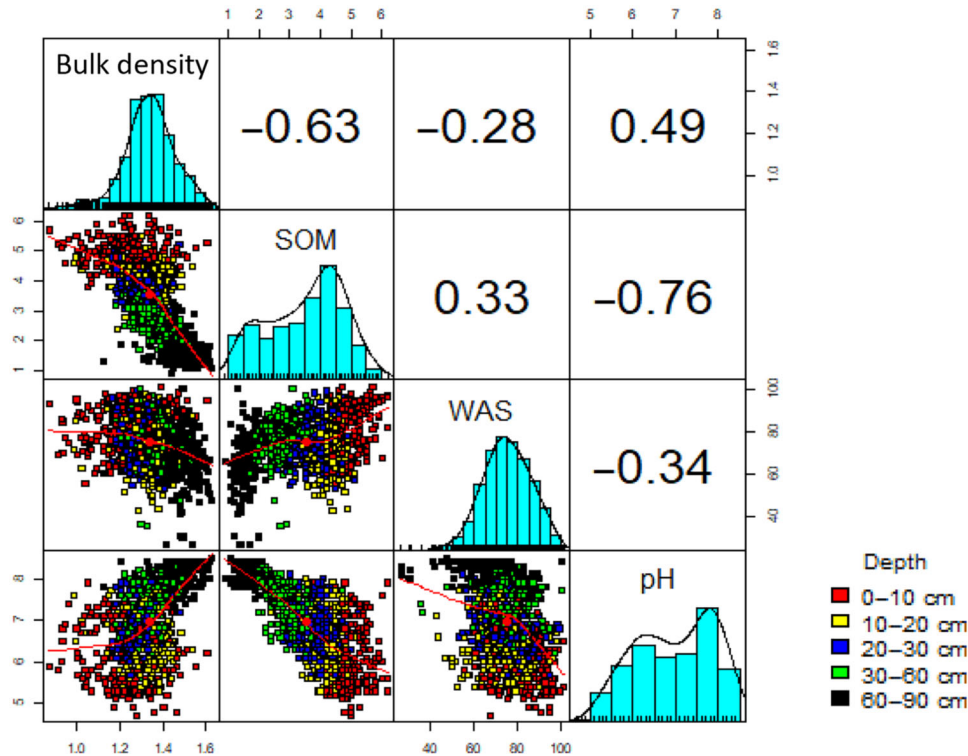 1 2 3 4 5 6 5 6 7 8
Bulk density
−0.63
−0.28
0.49
1.0 1.2 1.4 1.6
1 2 3 4 5 6
SOM
0.33
−0.76
WAS
−0.34
40 60 80 100
5 6 7 8
pH
1.0 1.2 1.4 1.6 40 60 80 100
Depth
0−10 cm
10−20 cm
20−30 cm
30−60 cm
60−90 cm